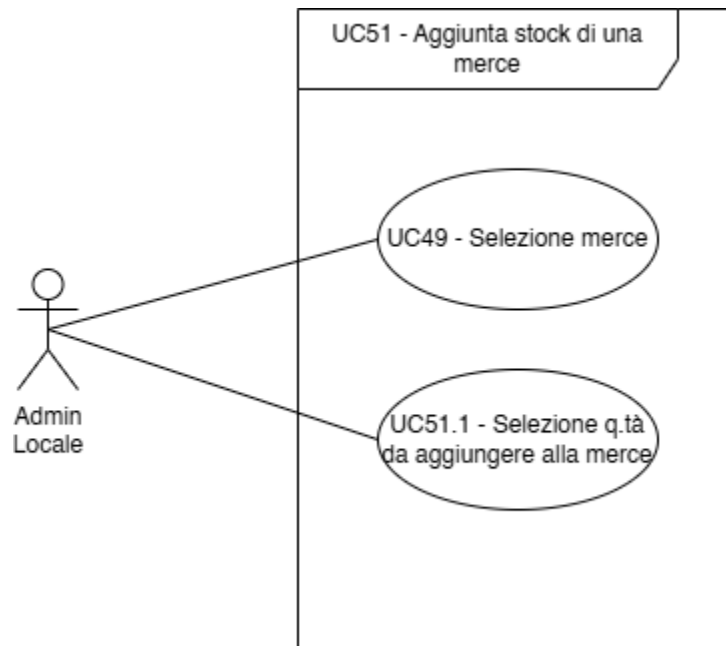 UC51 - Aggiunta stock di una
merce
UC49 - Selezione merce
Admin
Locale
UC51.1 - Selezione q.tà
da aggiungere alla merce